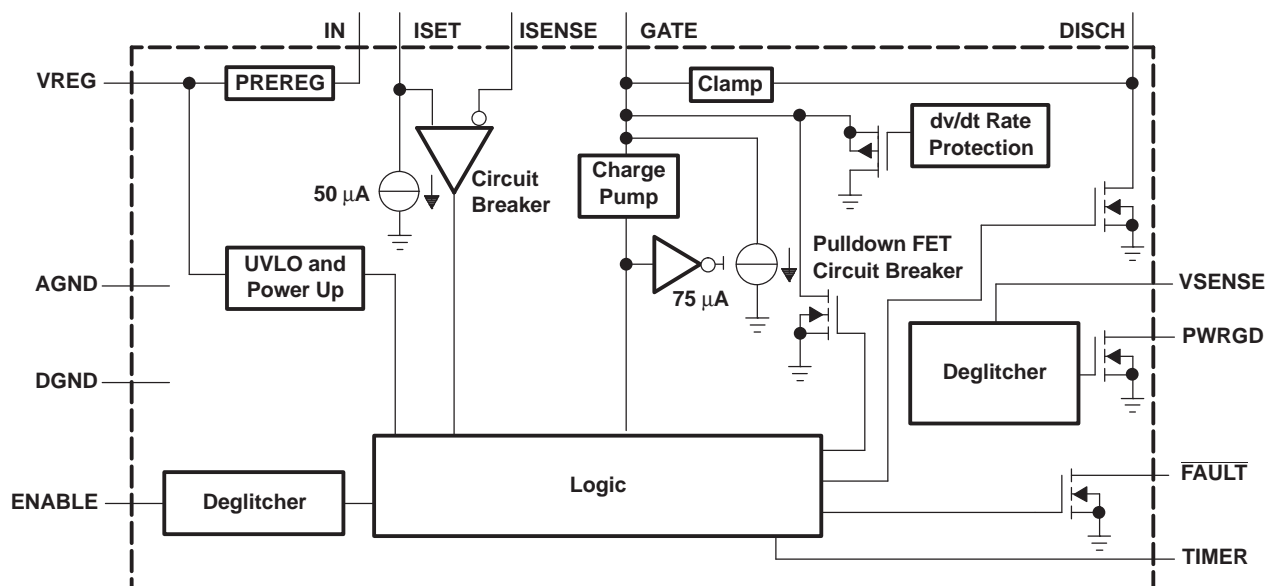 IN
ISET
ISENSE
GATE
DISCH
VREG
PREREG
Clamp
dv/dt Rate
Protection
50 μA
Circuit
Breaker
Charge
Pump
UVLO and
Power Up
75 μA
Pulldown FET
Circuit Breaker
AGND
VSENSE
PWRGD
Deglitcher
DGND
ENABLE
Deglitcher
Logic
FAULT
TIMER